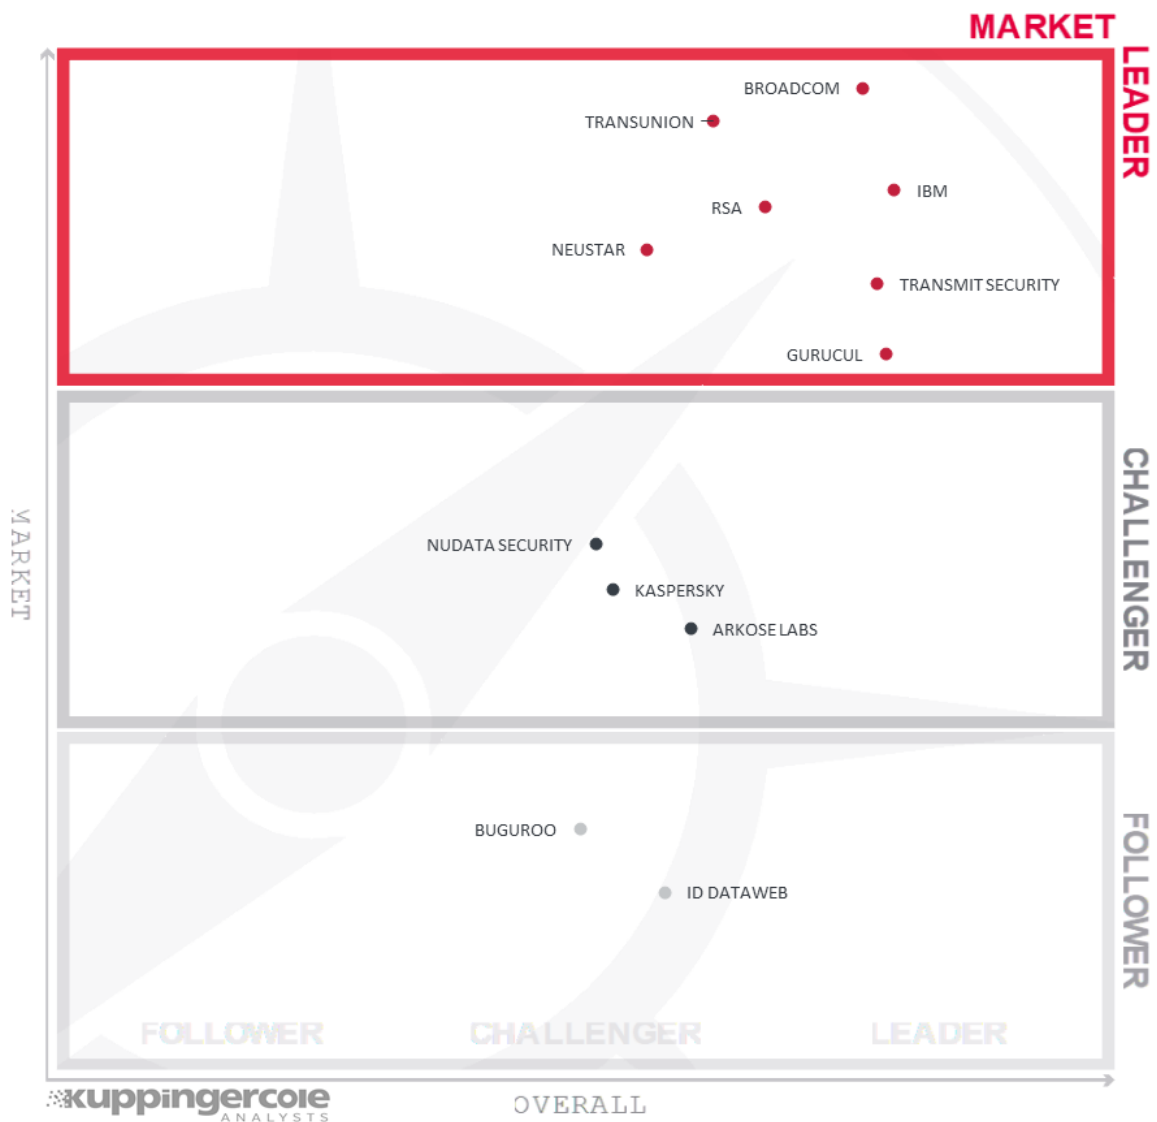 MARKET
LEADER
BROADCOM
TRANSUNION
IBM
RSA
NEUSTAR
TRANSMIT SECURITY
GURUCUL
CHALLENGER
MARKET
NUDATA SECURITY
KASPERSKY
ARKOSE LABS
FOLLOWER
BUGUROO
ID DATAWEB
FOLLOWER CHALLENGER LEADER
kuppingercole
ANALYSTS
OVERALL